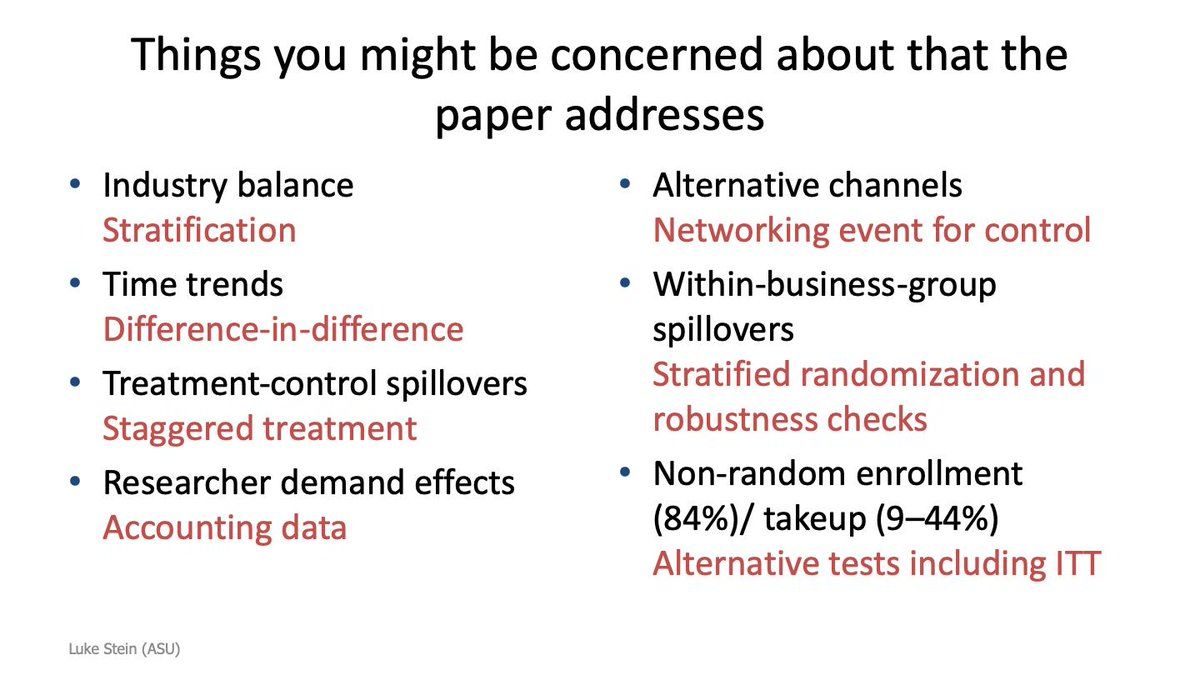 Things you might be concerned about that the
paper addresses
• Industry balance
Stratification
• Time trends
Difference-in-difference
• Treatment-control spillovers
Staggered treatment
• Researcher demand effects
Accounting data
• Alternative channels
Networking event for control
• Within-business-group
spillovers
Stratified randomization and
robustness checks
• Non-random enrollment
(84%)/ takeup (9–44%)
Alternative tests including ITT
Luke Stein (ASU)